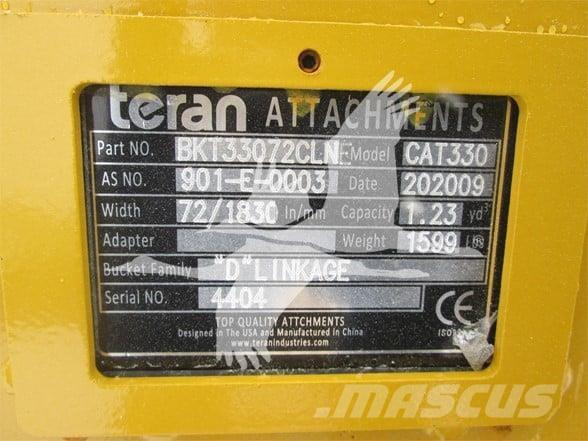 teran ATTACHMENTS
Part NO. BKT33072CLN Model CAT330
AS NO. 901-E-0003 Date 202009
Width 72/1830 In/mm Capacity 1.23 yd³
Adapter Weight 1599 LBS
Bucket Family "D"LINKAGE
Serial NO. 4404
CE
TOP QUALITY ATTCHMENTS
Designed in The USA and Manufactured In China
www.teranindustries.com
MASCUS